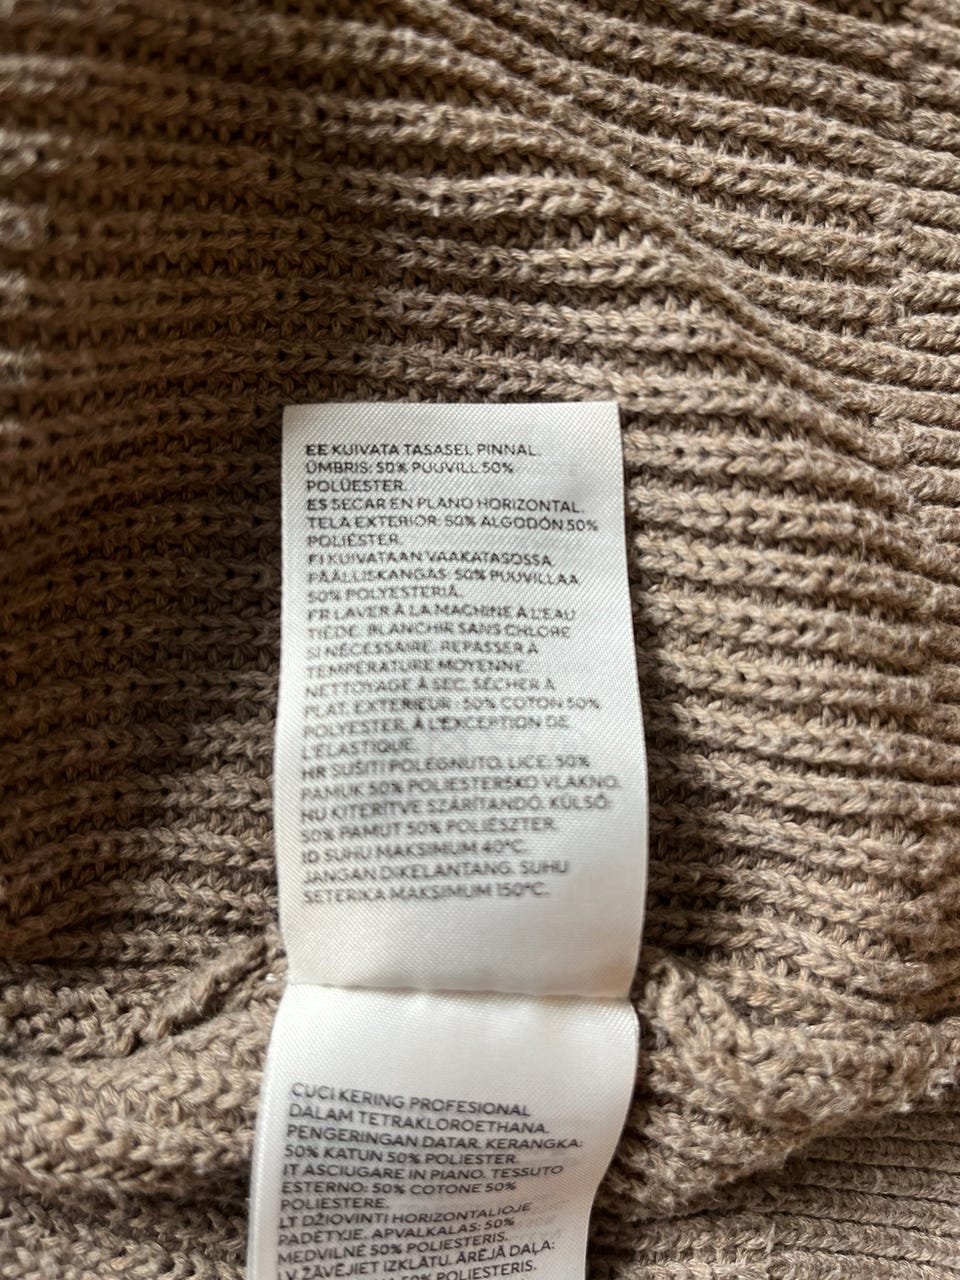 EE KUIVATA TASASEL PINNAL.
ÜMBRIS: 50% PUUVILL 50%
POLÜESTER.
ES SECAR EN PLANO HORIZONTAL.
TELA EXTERIOR: 50% ALGODÓN 50%
POLIÉSTER.
FI KUIVATAAN VAAKATASOSSA.
PÄÄLLISKANGAS: 50% PUUVILLAA
50% POLYESTERIÄ.
FR LAVER À LA MACHINE À L'EAU
TIÈDE. BLANCHIR SANS CHLORE
SI NÉCESSAIRE. REPASSER À
TEMPÉRATURE MOYENNE
NETTOYAGE À SEC. SÉCHER À
PLAT. EXTÉRIEUR : 50% COTON 50%
POLYESTER. À L'EXCEPTION DE
L'ÉLASTIQUE.
HR SUŠITI POLEGNUTO. LICE: 50%
PAMUK 50% POLIESTERSKO VLAKNO.
HU KITERÍTVE SZÁRÍTANDÓ. KÜLSŐ:
50% PAMUT 50% POLIÉSZTER.
ID SUHU MAKSIMUM 40°C.
JANGAN DIKELANTANG. SUHU
SETERIKA MAKSIMUM 150°C.
CUCI KERING PROFESIONAL
DALAM TETRAKLOROETHANA.
PENGERINGAN DATAR. KERANGKA:
50% KATUN 50% POLIESTER.
IT ASCIUGARE IN PIANO. TESSUTO
ESTERNO: 50% COTONE 50%
POLIESTERE.
LT DŽIOVINTI HORIZONTALIOJE
PADĖTYJE. APVALKALAS: 50%
MEDVILNĖ 50% POLIESTERIS.
LV ŽĀVĒJIET IZKLĀTU. ĀRĒJĀ DAĻA:
50% POLIESTERIS.